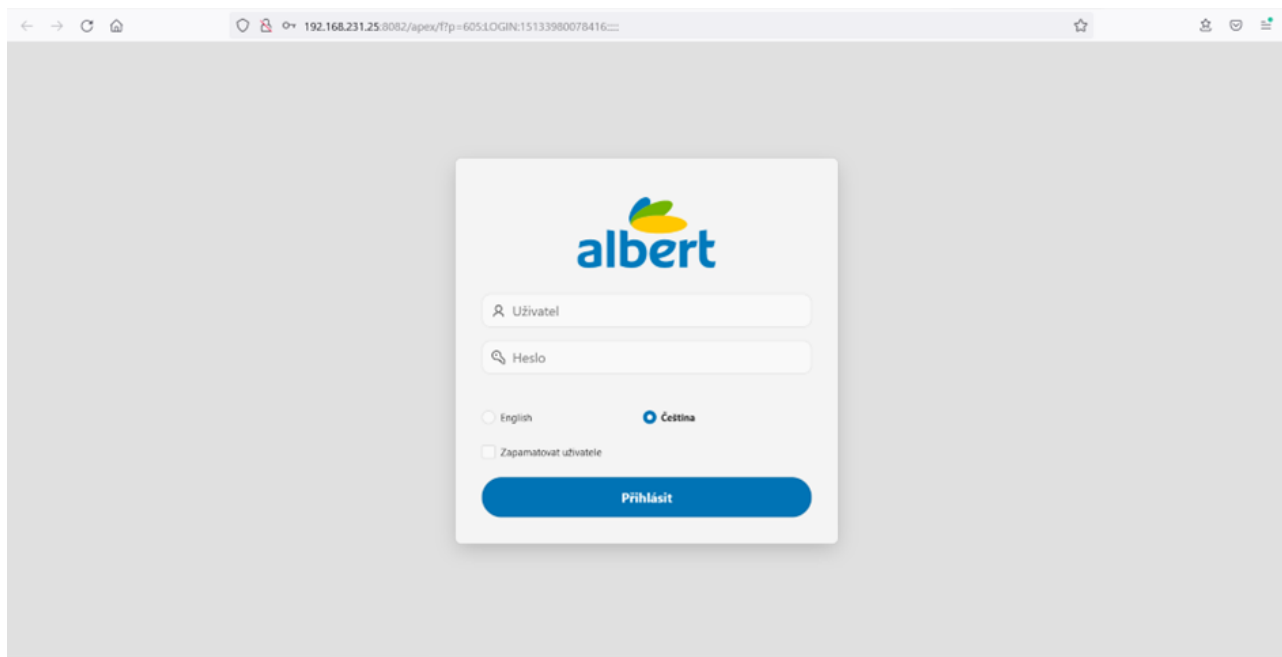 192.168.231.25:8082/apex/f?p=605:LOGIN:15133980078416:::::
albert
Uživatel
Heslo
English Čeština
Zapamatovat uživatele
Přihlásit